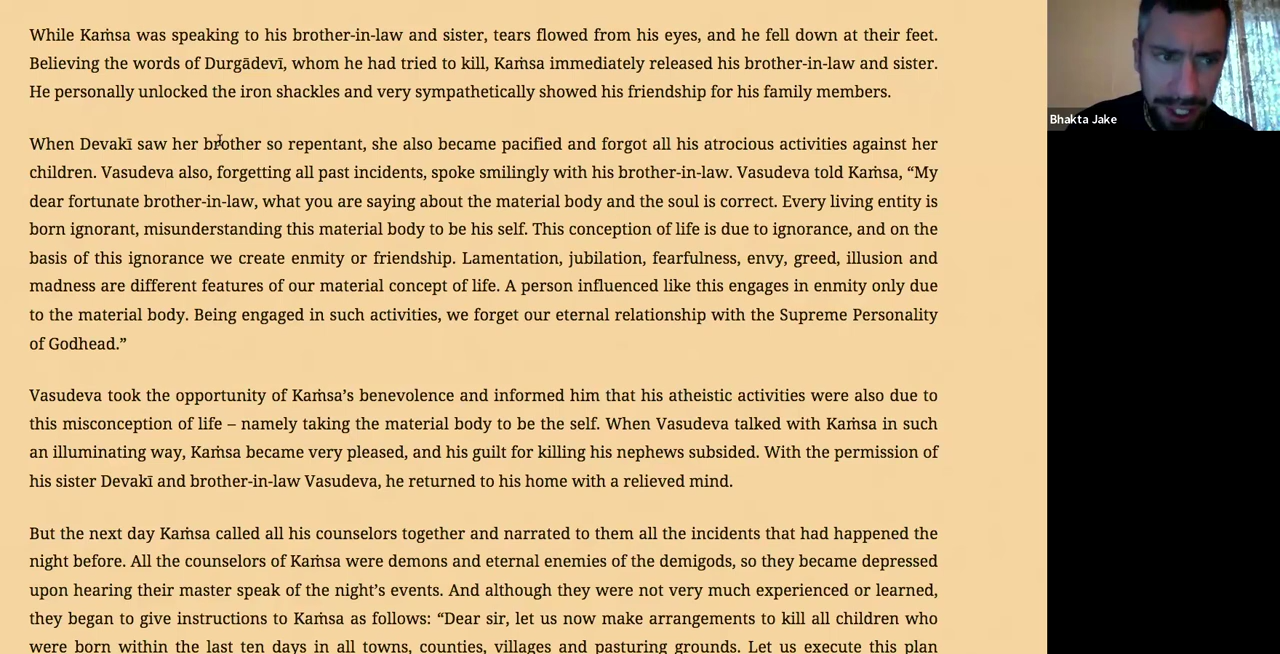 While Kaṁsa was speaking to his brother-in-law and sister, tears flowed from his eyes, and he fell down at their feet.
Believing the words of Durgādevī, whom he had tried to kill, Kaṁsa immediately released his brother-in-law and sister.
He personally unlocked the iron shackles and very sympathetically showed his friendship for his family members.
When Devakī saw her brother so repentant, she also became pacified and forgot all his atrocious activities against her
children. Vasudeva also, forgetting all past incidents, spoke smilingly with his brother-in-law. Vasudeva told Kaṁsa, “My
dear fortunate brother-in-law, what you are saying about the material body and the soul is correct. Every living entity is
born ignorant, misunderstanding this material body to be his self. This conception of life is due to ignorance, and on the
basis of this ignorance we create enmity or friendship. Lamentation, jubilation, fearfulness, envy, greed, illusion and
madness are different features of our material concept of life. A person influenced like this engages in enmity only due
to the material body. Being engaged in such activities, we forget our eternal relationship with the Supreme Personality
of Godhead.”
Vasudeva took the opportunity of Kaṁsa’s benevolence and informed him that his atheistic activities were also due to
this misconception of life – namely taking the material body to be the self. When Vasudeva talked with Kaṁsa in such
an illuminating way, Kaṁsa became very pleased, and his guilt for killing his nephews subsided. With the permission of
his sister Devakī and brother-in-law Vasudeva, he returned to his home with a relieved mind.
But the next day Kaṁsa called all his counselors together and narrated to them all the incidents that had happened the
night before. All the counselors of Kaṁsa were demons and eternal enemies of the demigods, so they became depressed
upon hearing their master speak of the night’s events. And although they were not very much experienced or learned,
they began to give instructions to Kaṁsa as follows: “Dear sir, let us now make arrangements to kill all children who
were born within the last ten days in all towns, counties, villages and pasturing grounds. Let us execute this plan
Bhakta Jake